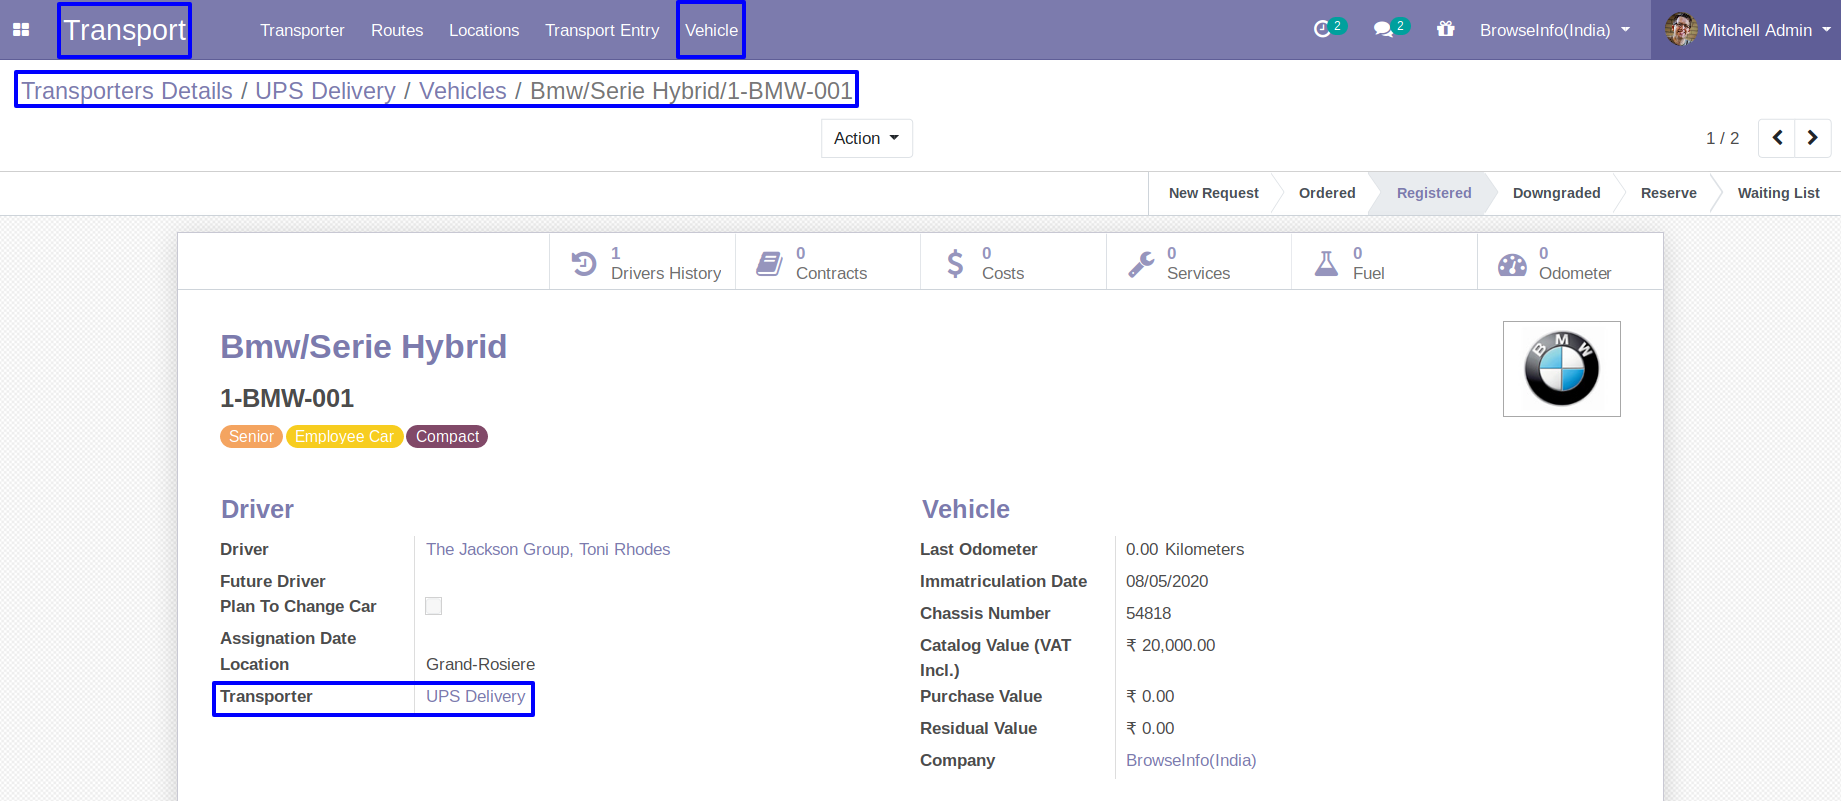 Transport Transporter Routes Locations Transport Entry Vehicle 2 2 BrowseInfo(India) Mitchell Admin
Transporters Details / UPS Delivery / Vehicles / Bmw/Serie Hybrid/1-BMW-001
Action 1 / 2
New Request Ordered Registered Downgraded Reserve Waiting List
1 Drivers History
0 Contracts
0 Costs
0 Services
0 Fuel
0 Odometer
Bmw/Serie Hybrid
BMW
1-BMW-001
Senior Employee Car Compact
Driver
Driver The Jackson Group, Toni Rhodes
Future Driver
Plan To Change Car
Assignation Date
Location Grand-Rosiere
Transporter UPS Delivery
Vehicle
Last Odometer 0.00 Kilometers
Immatriculation Date 08/05/2020
Chassis Number 54818
Catalog Value (VAT ₹ 20,000.00
Incl.)
Purchase Value ₹ 0.00
Residual Value ₹ 0.00
Company BrowseInfo(India)